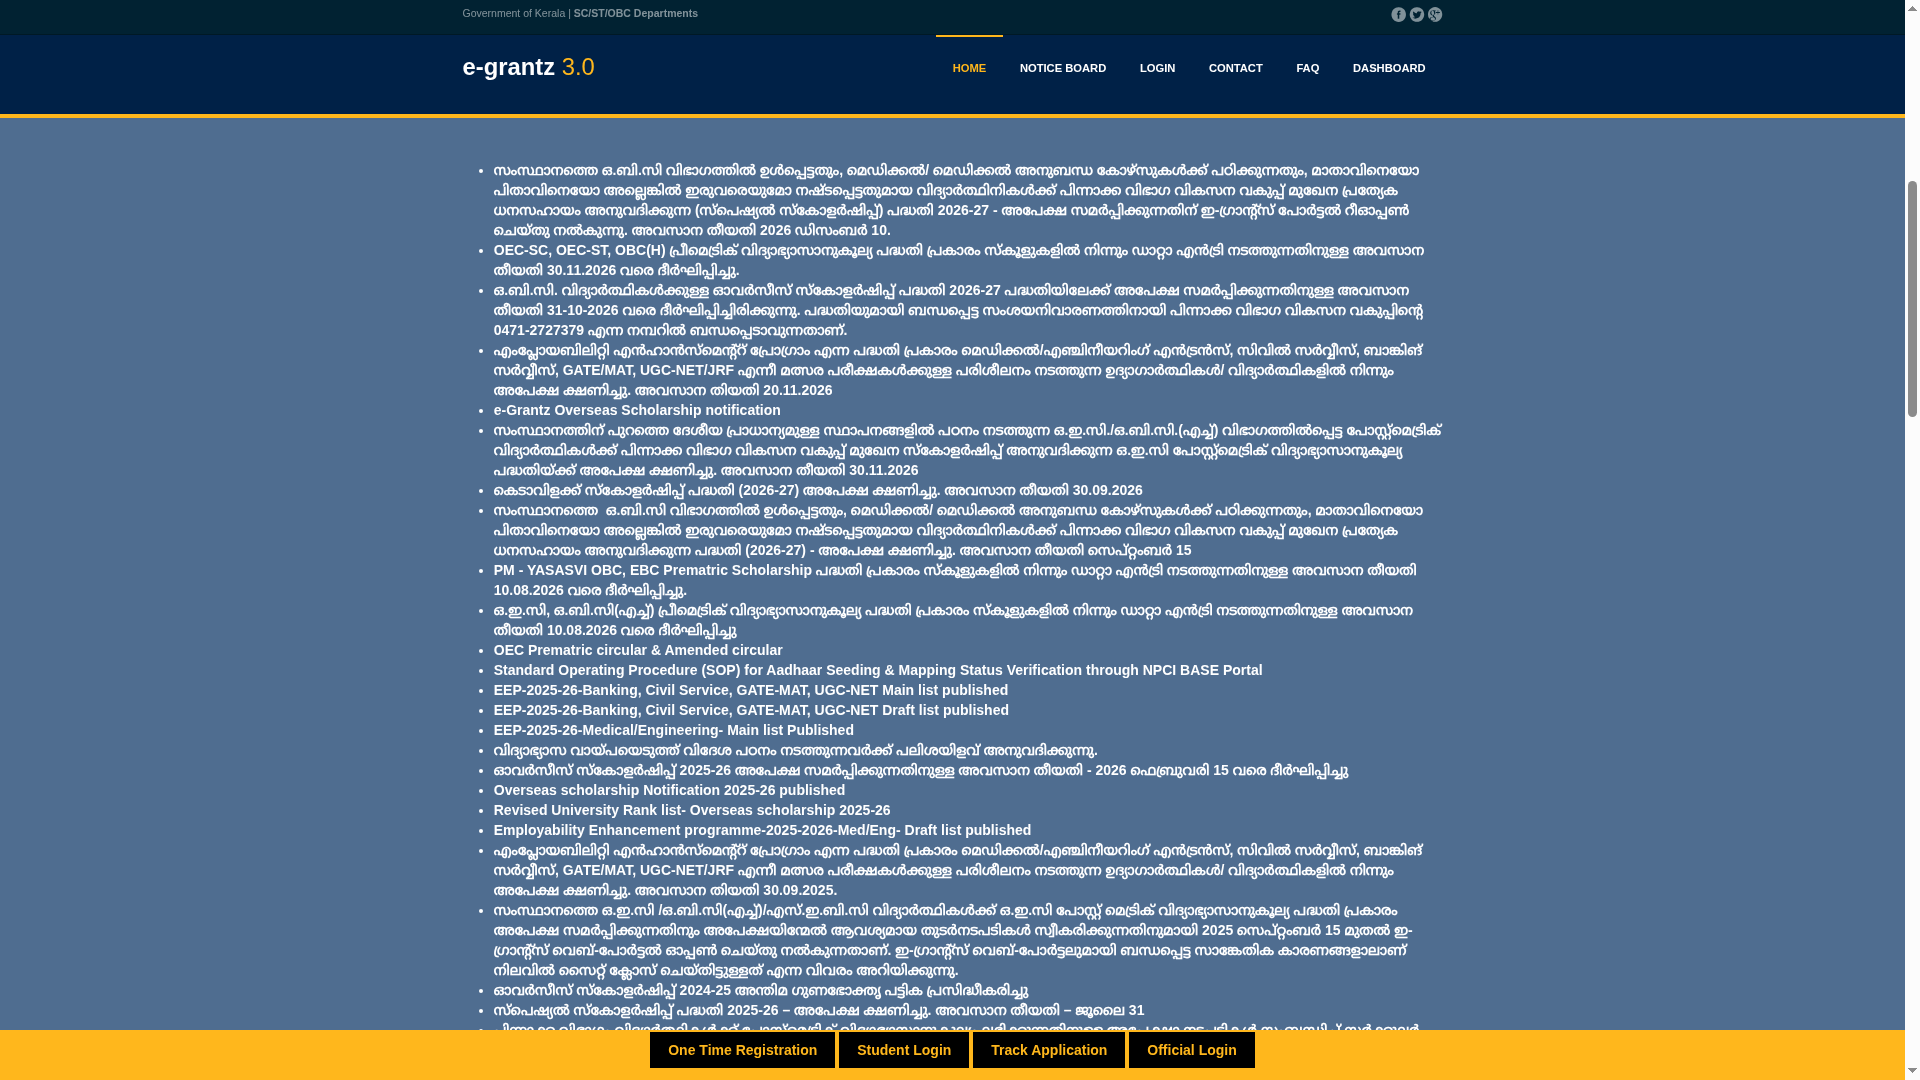 Government of Kerala | SC/ST/OBC Departments
e-grantz 3.0
HOME NOTICE BOARD LOGIN CONTACT FAQ DASHBOARD
സംസ്ഥാനത്തെ ഒ.ബി.സി വിഭാഗത്തിൽ ഉൾപ്പെട്ടതും, മെഡിക്കൽ/ മെഡിക്കൽ അനുബന്ധ കോഴ്സുകൾക്ക് പഠിക്കുന്നതും, മാതാവിനെയോ
പിതാവിനെയോ അല്ലെങ്കിൽ ഇരുവരെയുമോ നഷ്ടപ്പെട്ടതുമായ വിദ്യാർത്ഥിനികൾക്ക് പിന്നാക്ക വിഭാഗ വികസന വകുപ്പ് മുഖേന പ്രത്യേക
ധനസഹായം അനുവദിക്കുന്ന (സ്പെഷ്യൽ സ്കോളർഷിപ്പ്) പദ്ധതി 2026-27 - അപേക്ഷ സമർപ്പിക്കുന്നതിന് ഇ-ഗ്രാന്റ്സ് പോർട്ടൽ റീഓപ്പൺ
ചെയ്തു നൽകുന്നു. അവസാന തീയതി 2026 ഡിസംബർ 10.
OEC-SC, OEC-ST, OBC(H) പ്രീമെട്രിക് വിദ്യാഭ്യാസാനുകൂല്യ പദ്ധതി പ്രകാരം സ്കൂളുകളിൽ നിന്നും ഡാറ്റാ എൻട്രി നടത്തുന്നതിനുള്ള അവസാന
തീയതി 30.11.2026 വരെ ദീർഘിപ്പിച്ചു.
ഒ.ബി.സി. വിദ്യാർത്ഥികൾക്കുള്ള ഓവർസീസ് സ്കോളർഷിപ്പ് പദ്ധതി 2026-27 പദ്ധതിയിലേക്ക് അപേക്ഷ സമർപ്പിക്കുന്നതിനുള്ള അവസാന
തീയതി 31-10-2026 വരെ ദീർഘിപ്പിച്ചിരിക്കുന്നു. പദ്ധതിയുമായി ബന്ധപ്പെട്ട സംശയനിവാരണത്തിനായി പിന്നാക്ക വിഭാഗ വികസന വകുപ്പിന്റെ
0471-2727379 എന്ന നമ്പറിൽ ബന്ധപ്പെടാവുന്നതാണ്.
എംപ്ലോയബിലിറ്റി എൻഹാൻസ്മെന്റ്റ് പ്രോഗ്രാം എന്ന പദ്ധതി പ്രകാരം മെഡിക്കൽ/എഞ്ചിനീയറിംഗ് എൻട്രൻസ്, സിവിൽ സർവ്വീസ്, ബാങ്കിങ്
സർവ്വീസ്, GATE/MAT, UGC-NET/JRF എന്നീ മത്സര പരീക്ഷകൾക്കുള്ള പരിശീലനം നടത്തുന്ന ഉദ്യാഗാർത്ഥികൾ/ വിദ്യാർത്ഥികളിൽ നിന്നും
അപേക്ഷ ക്ഷണിച്ചു. അവസാന തിയതി 20.11.2026
e-Grantz Overseas Scholarship notification
സംസ്ഥാനത്തിന് പുറത്തെ ദേശീയ പ്രാധാന്യമുള്ള സ്ഥാപനങ്ങളിൽ പഠനം നടത്തുന്ന ഒ.ഇ.സി./ഒ.ബി.സി.(എച്ച്) വിഭാഗത്തിൽപ്പെട്ട പോസ്റ്റ്മെട്രിക്
വിദ്യാർത്ഥികൾക്ക് പിന്നാക്ക വിഭാഗ വികസന വകുപ്പ് മുഖേന സ്കോളർഷിപ്പ് അനുവദിക്കുന്ന ഒ.ഇ.സി പോസ്റ്റ്മെട്രിക് വിദ്യാഭ്യാസാനുകൂല്യ
പദ്ധതിയ്ക്ക് അപേക്ഷ ക്ഷണിച്ചു. അവസാന തീയതി 30.11.2026
കെടാവിളക്ക് സ്കോളർഷിപ്പ് പദ്ധതി (2026-27) അപേക്ഷ ക്ഷണിച്ചു. അവസാന തീയതി 30.09.2026
സംസ്ഥാനത്തെ ഒ.ബി.സി വിഭാഗത്തിൽ ഉൾപ്പെട്ടതും, മെഡിക്കൽ/ മെഡിക്കൽ അനുബന്ധ കോഴ്സുകൾക്ക് പഠിക്കുന്നതും, മാതാവിനെയോ
പിതാവിനെയോ അല്ലെങ്കിൽ ഇരുവരെയുമോ നഷ്ടപ്പെട്ടതുമായ വിദ്യാർത്ഥിനികൾക്ക് പിന്നാക്ക വിഭാഗ വികസന വകുപ്പ് മുഖേന പ്രത്യേക
ധനസഹായം അനുവദിക്കുന്ന പദ്ധതി (2026-27) - അപേക്ഷ ക്ഷണിച്ചു. അവസാന തീയതി സെപ്റ്റംബർ 15
PM - YASASVI OBC, EBC Prematric Scholarship പദ്ധതി പ്രകാരം സ്കൂളുകളിൽ നിന്നും ഡാറ്റാ എൻട്രി നടത്തുന്നതിനുള്ള അവസാന തീയതി
10.08.2026 വരെ ദീർഘിപ്പിച്ചു.
ഒ.ഇ.സി, ഒ.ബി.സി(എച്ച്) പ്രീമെട്രിക് വിദ്യാഭ്യാസാനുകൂല്യ പദ്ധതി പ്രകാരം സ്കൂളുകളിൽ നിന്നും ഡാറ്റാ എൻട്രി നടത്തുന്നതിനുള്ള അവസാന
തീയതി 10.08.2026 വരെ ദീർഘിപ്പിച്ചു
OEC Prematric circular & Amended circular
Standard Operating Procedure (SOP) for Aadhaar Seeding & Mapping Status Verification through NPCI BASE Portal
EEP-2025-26-Banking, Civil Service, GATE-MAT, UGC-NET Main list published
EEP-2025-26-Banking, Civil Service, GATE-MAT, UGC-NET Draft list published
EEP-2025-26-Medical/Engineering- Main list Published
വിദ്യാഭ്യാസ വായ്പയെടുത്ത് വിദേശ പഠനം നടത്തുന്നവർക്ക് പലിശയിളവ് അനുവദിക്കുന്നു.
ഓവർസീസ് സ്കോളർഷിപ്പ് 2025-26 അപേക്ഷ സമർപ്പിക്കുന്നതിനുള്ള അവസാന തീയതി - 2026 ഫെബ്രുവരി 15 വരെ ദീർഘിപ്പിച്ചു
Overseas scholarship Notification 2025-26 published
Revised University Rank list- Overseas scholarship 2025-26
Employability Enhancement programme-2025-2026-Med/Eng- Draft list published
എംപ്ലോയബിലിറ്റി എൻഹാൻസ്മെന്റ്റ് പ്രോഗ്രാം എന്ന പദ്ധതി പ്രകാരം മെഡിക്കൽ/എഞ്ചിനീയറിംഗ് എൻട്രൻസ്, സിവിൽ സർവ്വീസ്, ബാങ്കിങ്
സർവ്വീസ്, GATE/MAT, UGC-NET/JRF എന്നീ മത്സര പരീക്ഷകൾക്കുള്ള പരിശീലനം നടത്തുന്ന ഉദ്യാഗാർത്ഥികൾ/ വിദ്യാർത്ഥികളിൽ നിന്നും
അപേക്ഷ ക്ഷണിച്ചു. അവസാന തിയതി 30.09.2025.
സംസ്ഥാനത്തെ ഒ.ഇ.സി /ഒ.ബി.സി(എച്ച്)/എസ്.ഇ.ബി.സി വിദ്യാർത്ഥികൾക്ക് ഒ.ഇ.സി പോസ്റ്റ് മെട്രിക് വിദ്യാഭ്യാസാനുകൂല്യ പദ്ധതി പ്രകാരം
അപേക്ഷ സമർപ്പിക്കുന്നതിനും അപേക്ഷയിന്മേൽ ആവശ്യമായ തുടർനടപടികൾ സ്വീകരിക്കുന്നതിനുമായി 2025 സെപ്റ്റംബർ 15 മുതൽ ഇ-
ഗ്രാന്റ്സ് വെബ്-പോർട്ടൽ ഓപ്പൺ ചെയ്തു നൽകുന്നതാണ്. ഇ-ഗ്രാന്റ്സ് വെബ്-പോർട്ടലുമായി ബന്ധപ്പെട്ട സാങ്കേതിക കാരണങ്ങളാലാണ്
നിലവിൽ സൈറ്റ് ക്ലോസ് ചെയ്തിട്ടുള്ളത് എന്ന വിവരം അറിയിക്കുന്നു.
ഓവർസീസ് സ്കോളർഷിപ്പ് 2024-25 അന്തിമ ഗുണഭോക്തൃ പട്ടിക പ്രസിദ്ധീകരിച്ചു
സ്പെഷ്യൽ സ്കോളർഷിപ്പ് പദ്ധതി 2025-26 – അപേക്ഷ ക്ഷണിച്ചു. അവസാന തീയതി – ജൂലൈ 31
One Time Registration Student Login Track Application Official Login